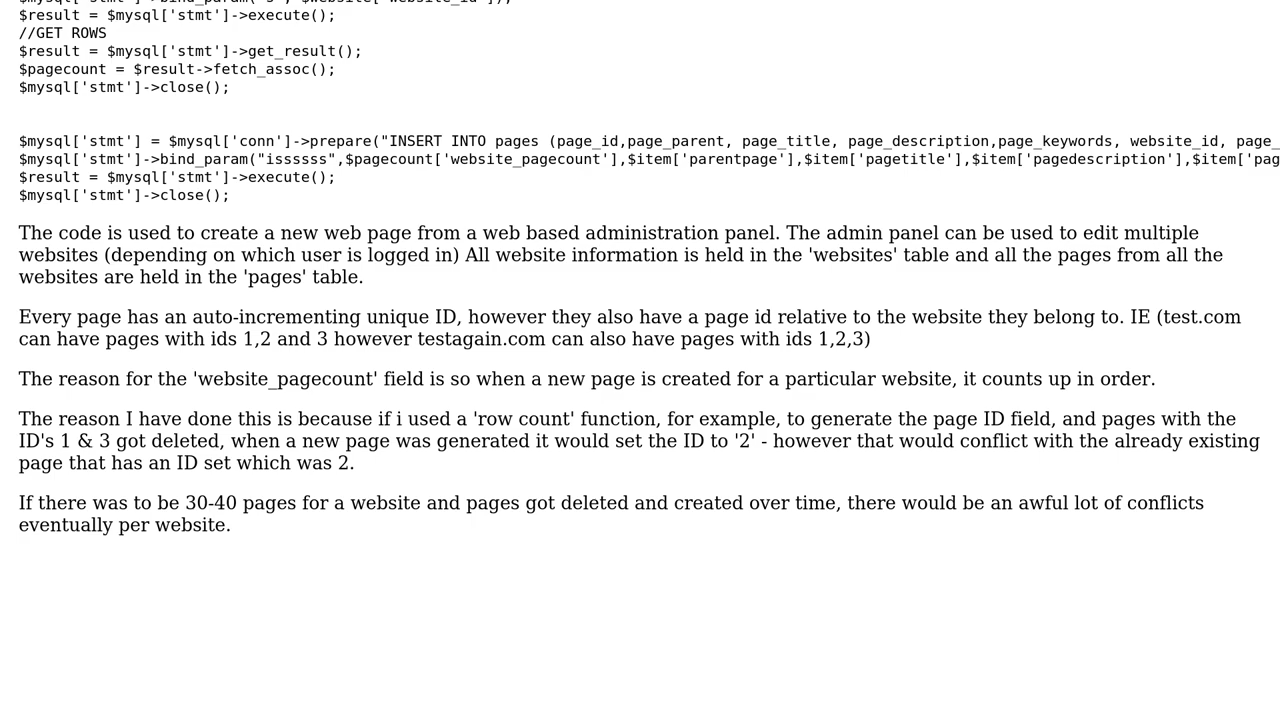 $result = $mysql['stmt']->execute();
//GET ROWS
$result = $mysql['stmt']->get_result();
$pagecount = $result->fetch_assoc();
$mysql['stmt']->close();
$mysql['stmt'] = $mysql['conn']->prepare("INSERT INTO pages (page_id,page_parent, page_title, page_description,page_keywords, website_id, page_
$mysql['stmt']->bind_param("issssss",$pagecount['website_pagecount'],$item['parentpage'],$item['pagetitle'],$item['pagedescription'],$item['pag
$result = $mysql['stmt']->execute();
$mysql['stmt']->close();
The code is used to create a new web page from a web based administration panel. The admin panel can be used to edit multiple
websites (depending on which user is logged in) All website information is held in the 'websites' table and all the pages from all the
websites are held in the 'pages' table.
Every page has an auto-incrementing unique ID, however they also have a page id relative to the website they belong to. IE (test.com
can have pages with ids 1,2 and 3 however testagain.com can also have pages with ids 1,2,3)
The reason for the 'website_pagecount' field is so when a new page is created for a particular website, it counts up in order.
The reason I have done this is because if i used a 'row count' function, for example, to generate the page ID field, and pages with the
ID's 1 & 3 got deleted, when a new page was generated it would set the ID to '2' - however that would conflict with the already existing
page that has an ID set which was 2.
If there was to be 30-40 pages for a website and pages got deleted and created over time, there would be an awful lot of conflicts
eventually per website.